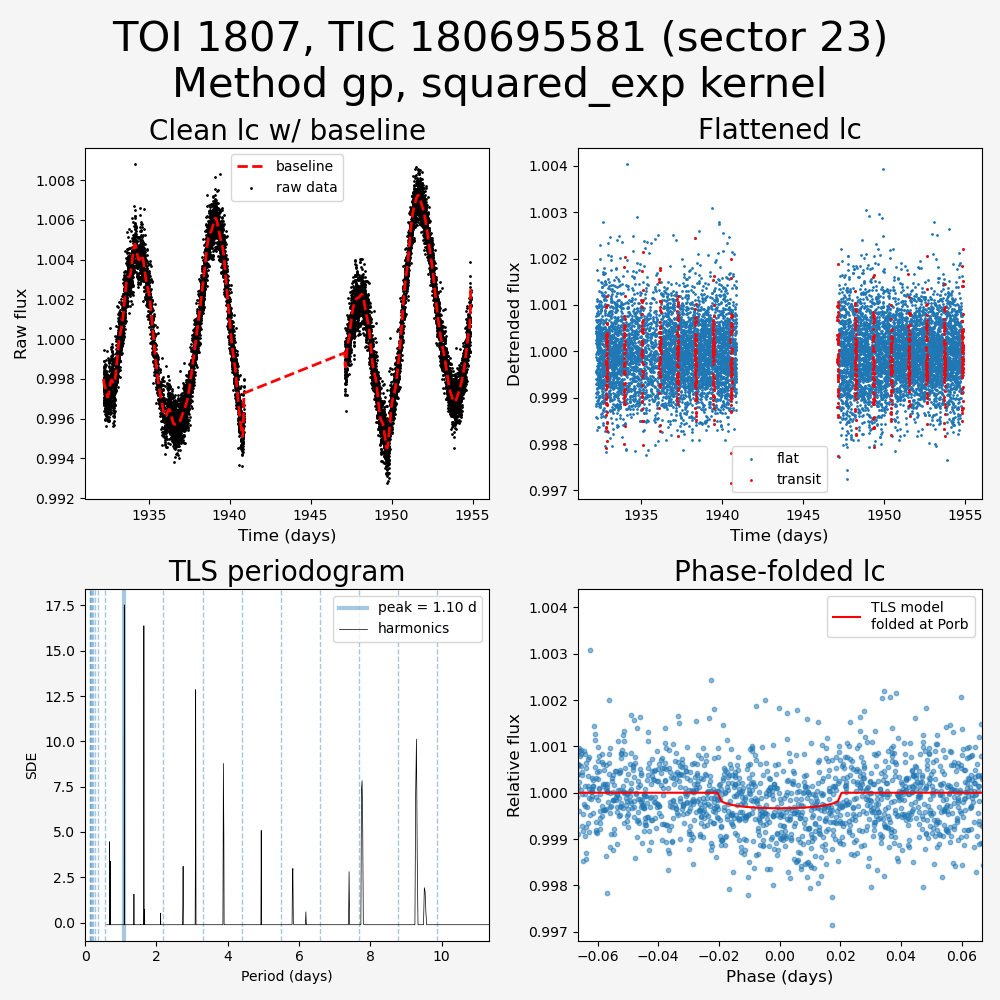 TOI 1807, TIC 180695581 (sector 23)
Method gp, squared_exp kernel
Clean lc w/ baseline
baseline
raw data
Raw flux
1.008
1.006
1.004
1.002
1.000
0.998
0.996
0.994
0.992
1935
1940
1945
1950
1955
Time (days)
Flattened lc
flat
transit
Detrended flux
1.004
1.003
1.002
1.001
1.000
0.999
0.998
0.997
1935
1940
1945
1950
1955
Time (days)
TLS periodogram
peak = 1.10 d
harmonics
SDE
17.5
15.0
12.5
10.0
7.5
5.0
2.5
0.0
0
2
4
6
8
10
Period (days)
Phase-folded lc
TLS model
folded at Porb
Relative flux
1.004
1.003
1.002
1.001
1.000
0.999
0.998
0.997
−0.06
−0.04
−0.02
0.00
0.02
0.04
0.06
Phase (days)